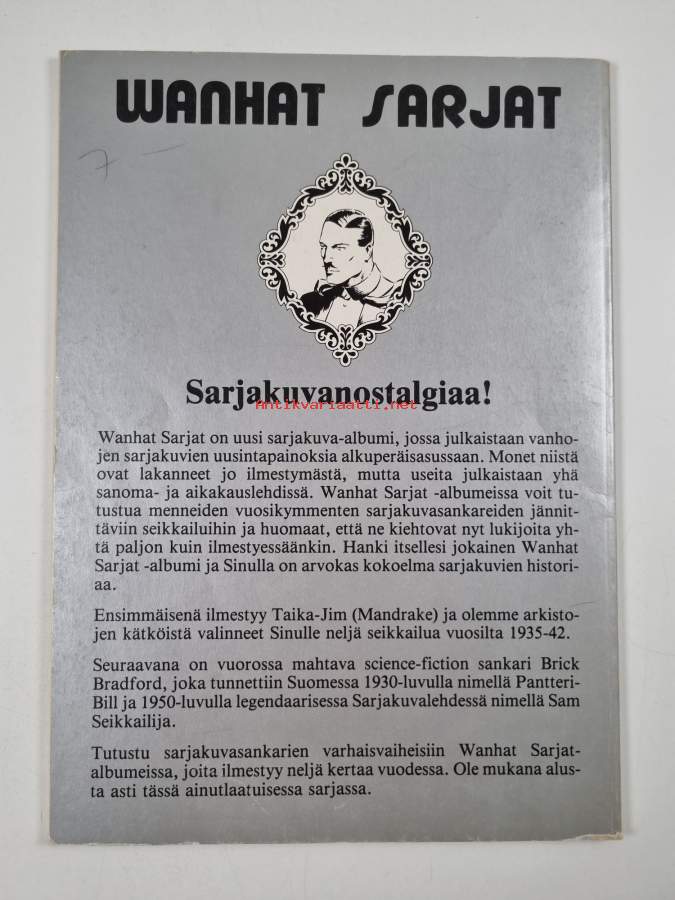 WANHAT SARJAT
7 –
Sarjakuvanostalgiaa!
Antikvariaatti.net
Wanhat Sarjat on uusi sarjakuva-albumi, jossa julkaistaan vanho-
jen sarjakuvien uusintapainoksia alkuperäisasussaan. Monet niistä
ovat lakanneet jo ilmestymästä, mutta useita julkaistaan yhä
sanoma- ja aikakauslehdissä. Wanhat Sarjat -albumeissa voit tu-
tustua menneiden vuosikymmenten sarjakuvasankareiden jännit-
täviin seikkailuihin ja huomaat, että ne kiehtovat nyt lukijoita yh-
tä paljon kuin ilmestyessäänkin. Hanki itsellesi jokainen Wanhat
Sarjat -albumi ja Sinulla on arvokas kokoelma sarjakuvien histori-
aa.
Ensimmäisenä ilmestyy Taika-Jim (Mandrake) ja olemme arkisto-
jen kätköistä valinneet Sinulle neljä seikkailua vuosilta 1935-42.
Seuraavana on vuorossa mahtava science-fiction sankari Brick
Bradford, joka tunnettiin Suomessa 1930-luvulla nimellä Pantteri-
Bill ja 1950-luvulla legendaarisessa Sarjakuvalehdessä nimellä Sam
Seikkailija.
Tutustu sarjakuvasankarien varhaisvaiheisiin Wanhat Sarjat-
albumeissa, joita ilmestyy neljä kertaa vuodessa. Ole mukana alus-
ta asti tässä ainutlaatuisessa sarjassa.